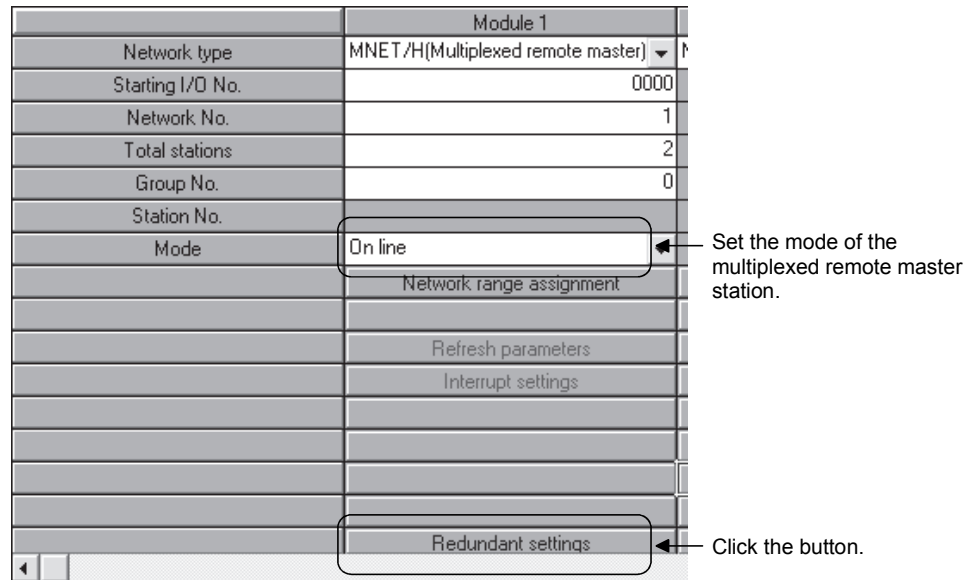 Module 1
Network type MNET/H(Multiplexed remote master)
Starting I/O No. 0000
Network No. 1
Total stations 2
Group No. 0
Station No.
Mode On line
Set the mode of the
multiplexed remote master
station.
Network range assignment
Refresh parameters
Interrupt settings
Redundant settings
Click the button.